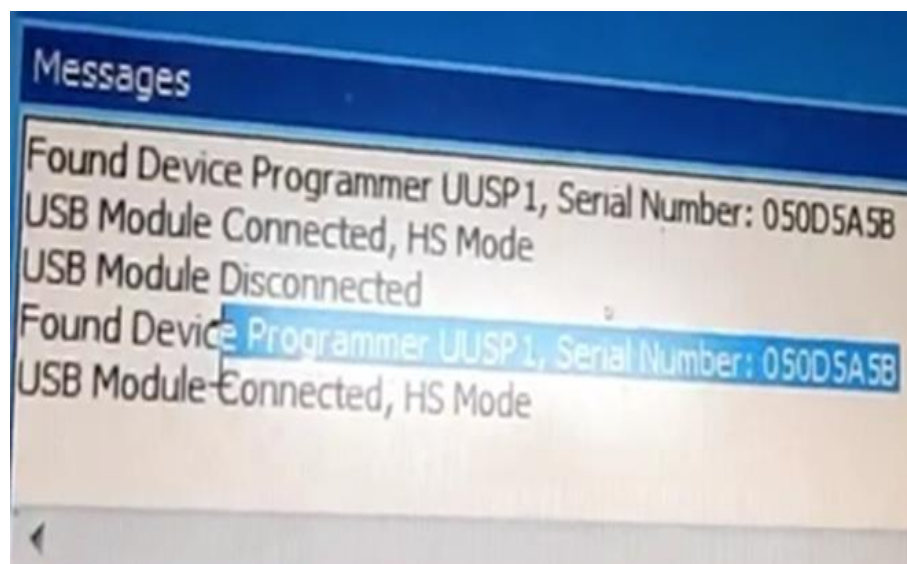 Messages
Found Device Programmer UUSP1, Serial Number: 050D5A5B
USB Module Connected, HS Mode
USB Module Disconnected
Found Device Programmer UUSP1, Serial Number: 050D5A5B
USB Module Connected, HS Mode